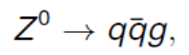 Z⁰ → qq̄g,